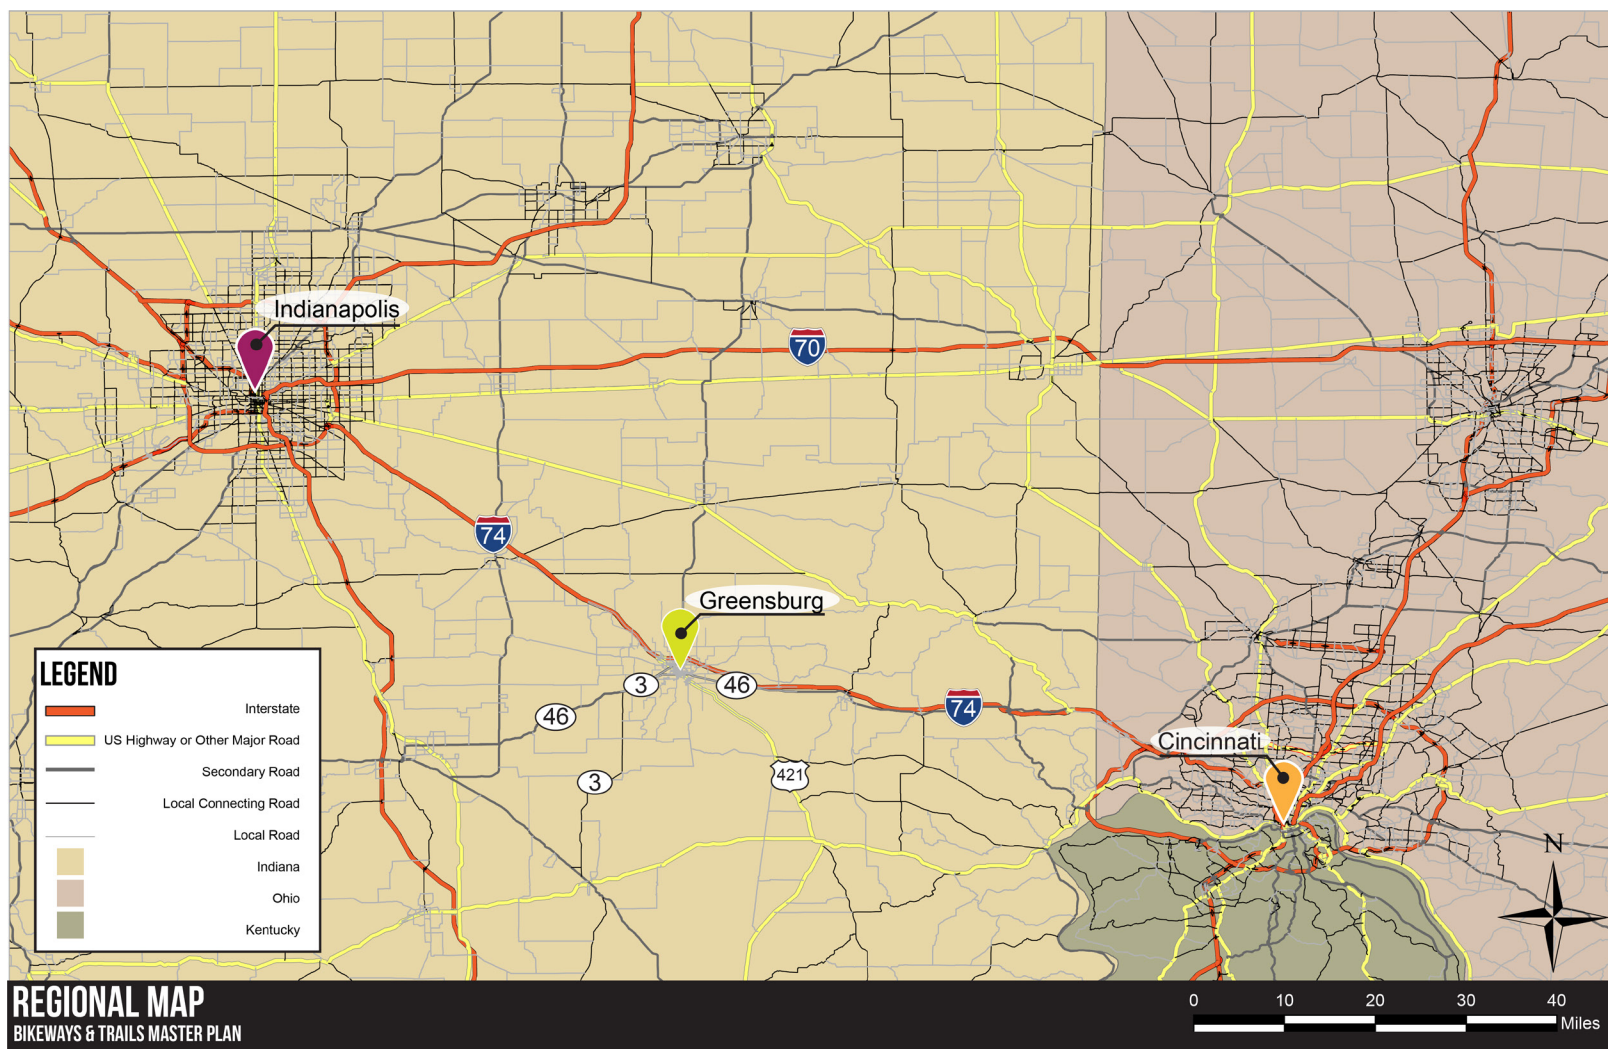 Indianapolis
70
74
Greensburg
3
46
46
74
Cincinnati
3
421
LEGEND
Interstate
US Highway or Other Major Road
Secondary Road
Local Connecting Road
Local Road
Indiana
Ohio
Kentucky
N
REGIONAL MAP
BIKEWAYS & TRAILS MASTER PLAN
0 10 20 30 40
Miles